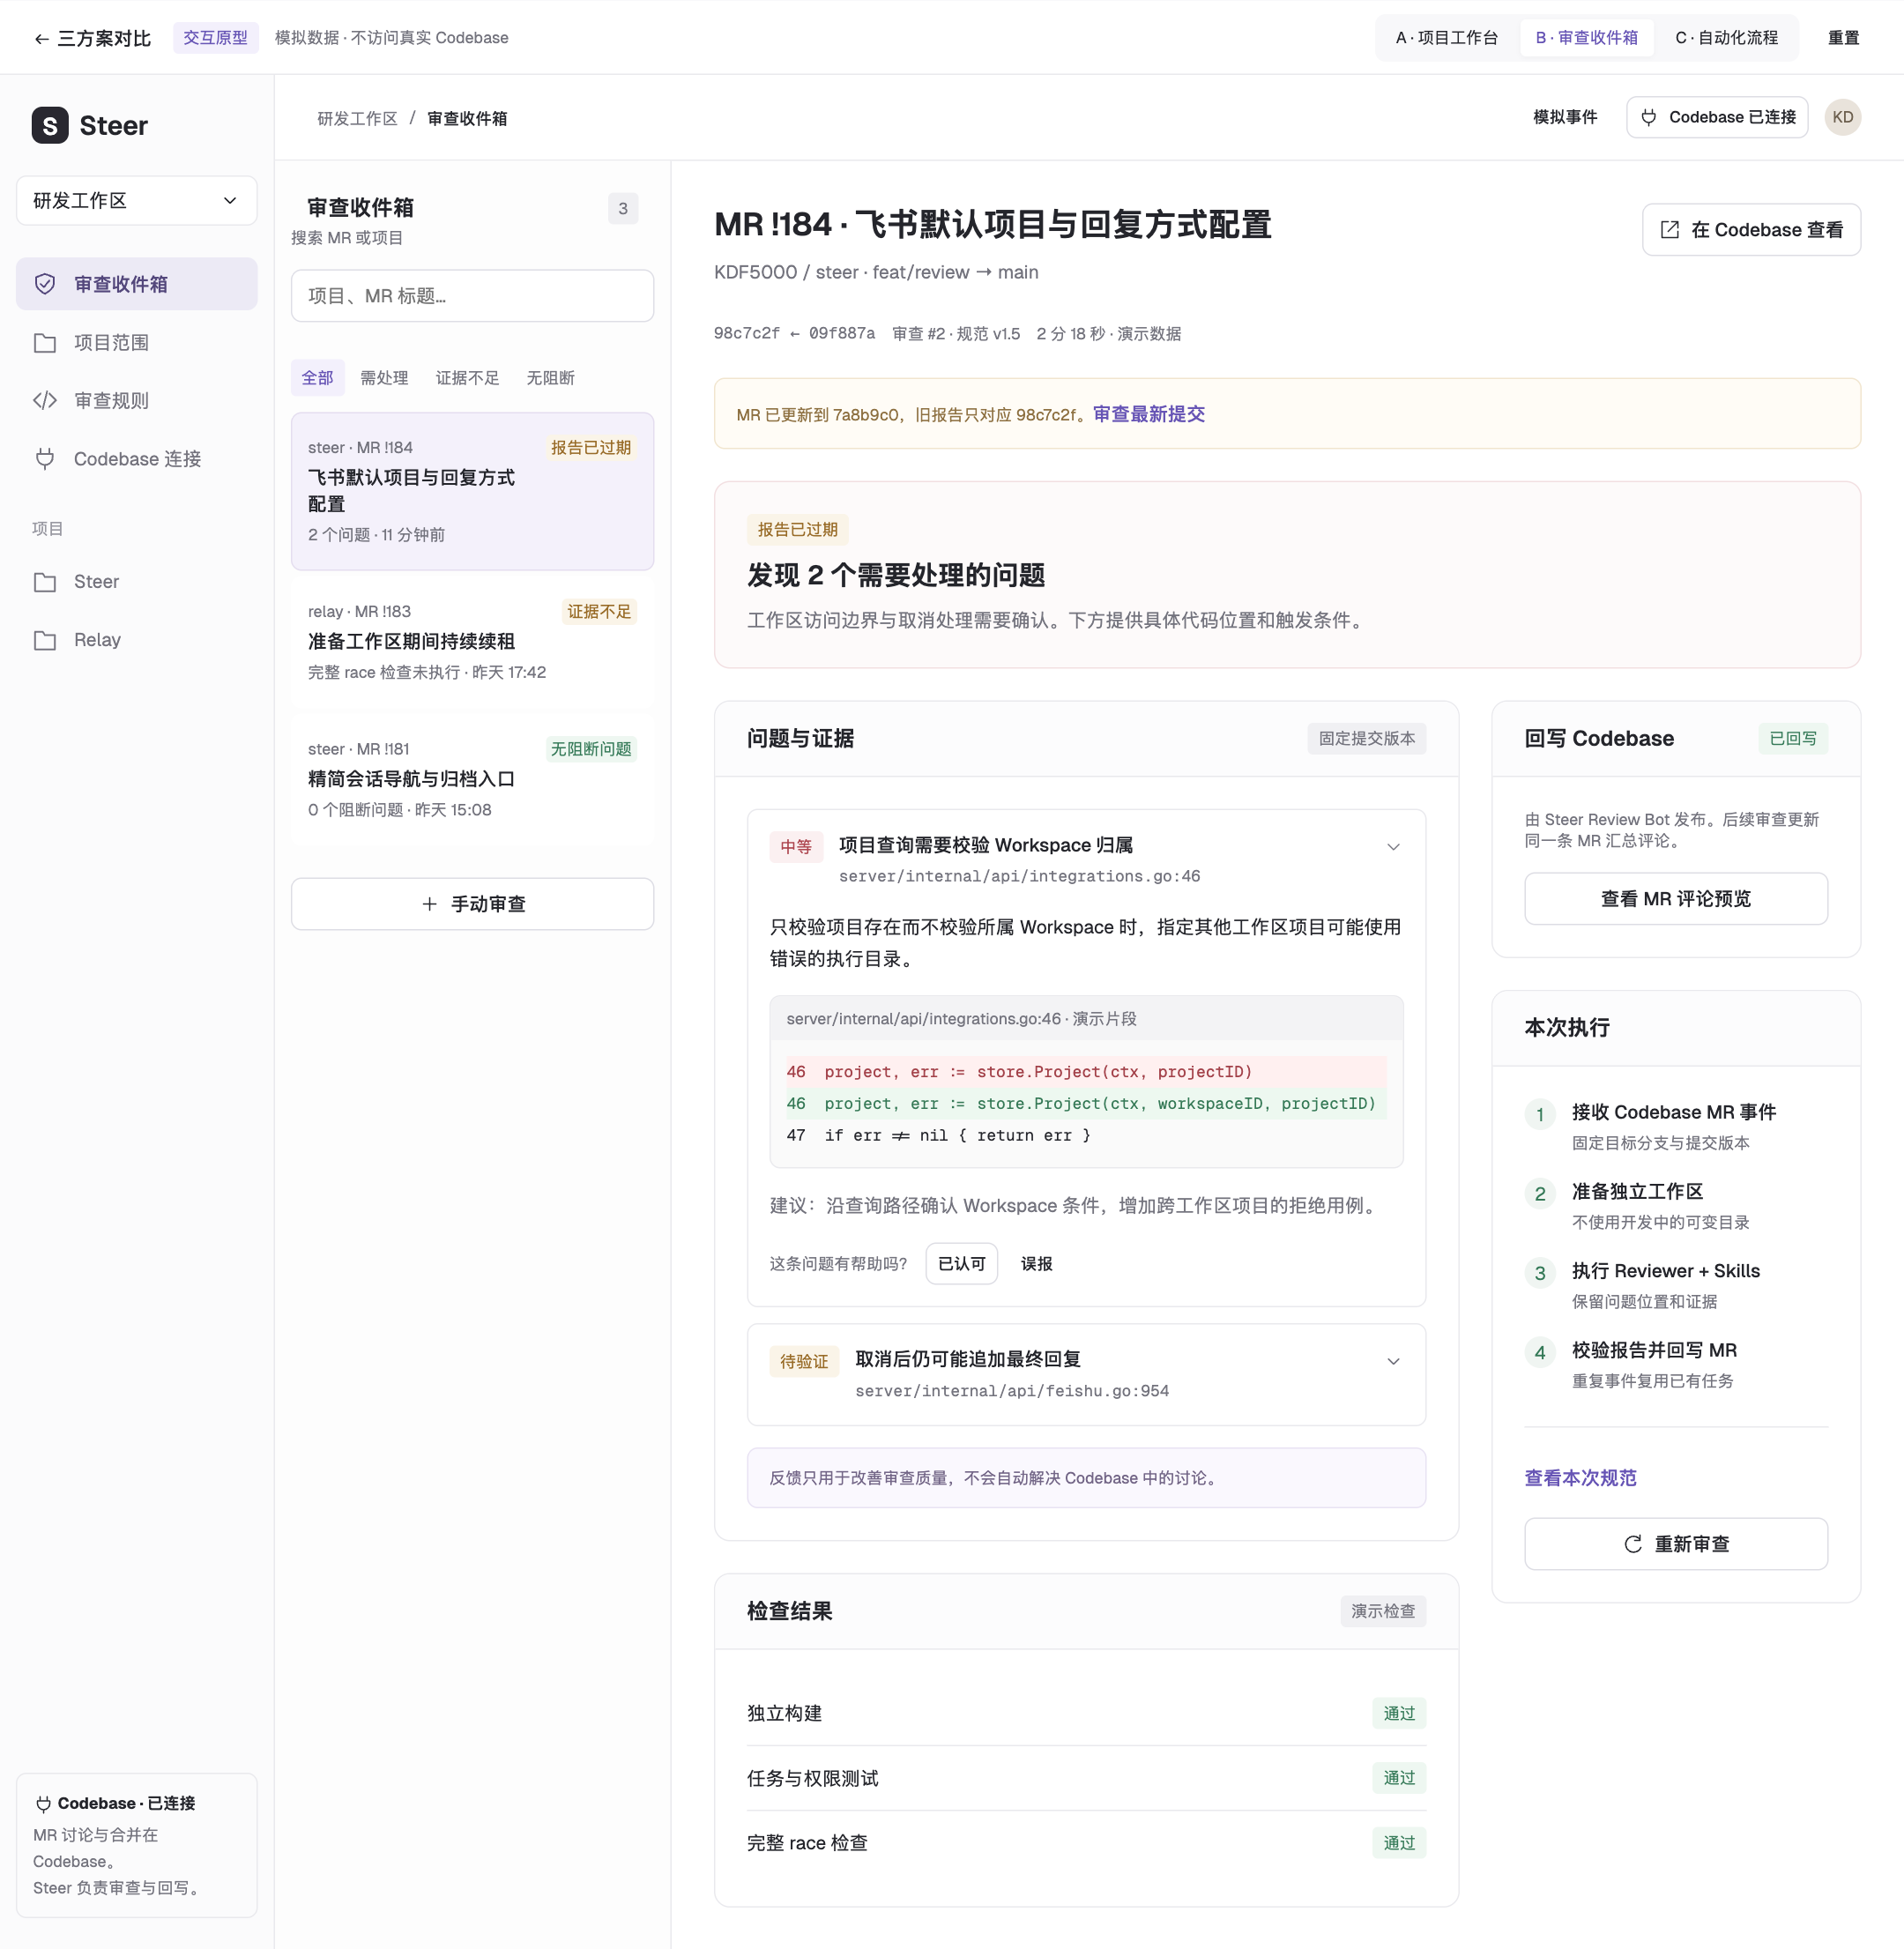 ← 三方案对比 交互原型 模拟数据 · 不访问真实 Codebase
A · 项目工作台 B · 审查收件箱 C · 自动化流程 重置
S Steer
研发工作区
审查收件箱
项目范围
审查规则
Codebase 连接
项目
Steer
Relay
Codebase · 已连接
MR 讨论与合并在
Codebase。
Steer 负责审查与回写。
研发工作区 / 审查收件箱
模拟事件 Codebase 已连接 KD
审查收件箱 3
搜索 MR 或项目
项目、MR 标题...
全部 需处理 证据不足 无阻断
steer · MR !184 报告已过期
飞书默认项目与回复方式
配置
2 个问题 · 11 分钟前
relay · MR !183 证据不足
准备工作区期间持续续租
完整 race 检查未执行 · 昨天 17:42
steer · MR !181 无阻断问题
精简会话导航与归档入口
0 个阻断问题 · 昨天 15:08
手动审查
MR !184 · 飞书默认项目与回复方式配置
在 Codebase 查看
KDF5000 / steer · feat/review → main
98c7c2f ← 09f887a 审查 #2 · 规范 v1.5 2 分 18 秒 · 演示数据
MR 已更新到 7a8b9c0，旧报告只对应 98c7c2f。审查最新提交
报告已过期
发现 2 个需要处理的问题
工作区访问边界与取消处理需要确认。下方提供具体代码位置和触发条件。
问题与证据 固定提交版本
中等 项目查询需要校验 Workspace 归属
server/internal/api/integrations.go:46
只校验项目存在而不校验所属 Workspace 时，指定其他工作区项目可能使用
错误的执行目录。
server/internal/api/integrations.go:46 · 演示片段
46 project, err := store.Project(ctx, projectID)
46 project, err := store.Project(ctx, workspaceID, projectID)
47 if err != nil { return err }
建议：沿查询路径确认 Workspace 条件，增加跨工作区项目的拒绝用例。
这条问题有帮助吗? 已认可 误报
待验证 取消后仍可能追加最终回复
server/internal/api/feishu.go:954
反馈只用于改善审查质量，不会自动解决 Codebase 中的讨论。
检查结果 演示检查
独立构建 通过
任务与权限测试 通过
完整 race 检查 通过
回写 Codebase 已回写
由 Steer Review Bot 发布。后续审查更新
同一条 MR 汇总评论。
查看 MR 评论预览
本次执行
1 接收 Codebase MR 事件
固定目标分支与提交版本
2 准备独立工作区
不使用开发中的可变目录
3 执行 Reviewer + Skills
保留问题位置和证据
4 校验报告并回写 MR
重复事件复用已有任务
查看本次规范
重新审查